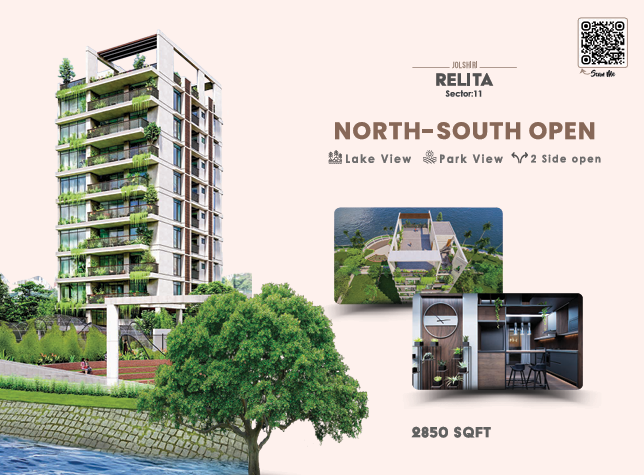 Scan Me
JOLSHIRI
RELITA
Sector:11
NORTH-SOUTH OPEN
Lake View Park View 2 Side open
2850 SQFT